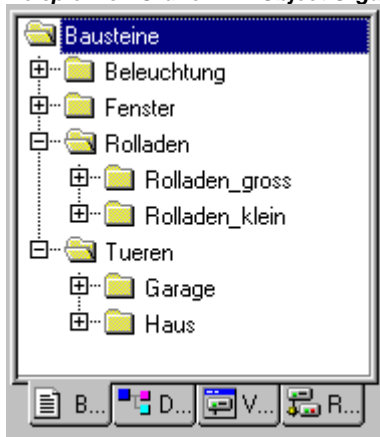 Bausteine
Beleuchtung
Fenster
Rolladen
Rolladen_gross
Rolladen_klein
Tueren
Garage
Haus
B... D... V... R...